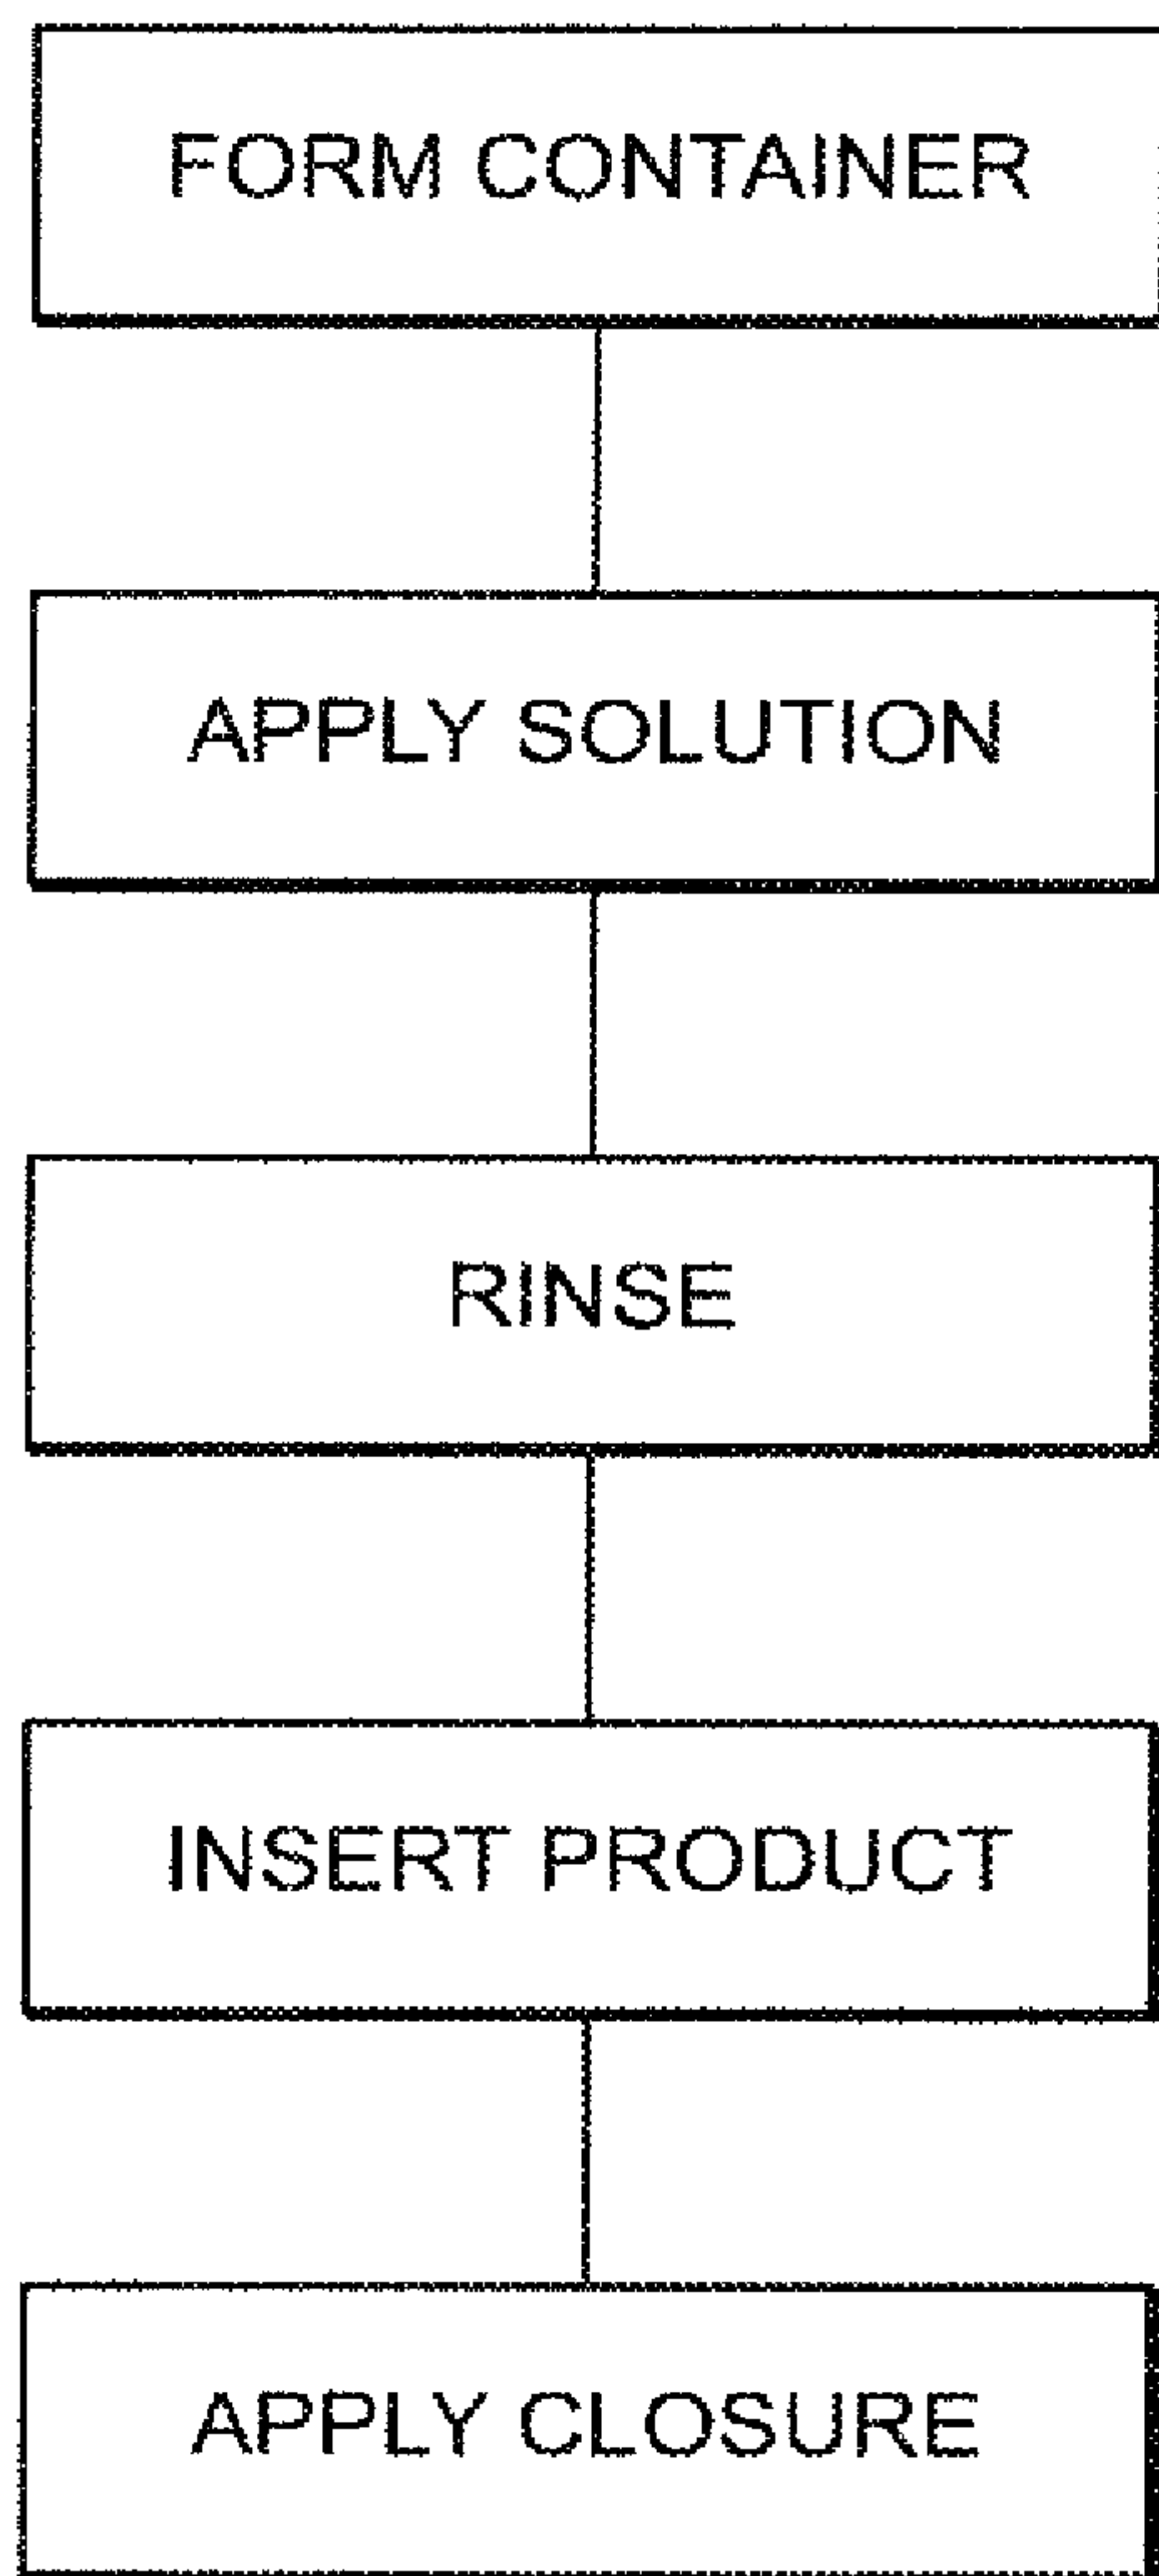 FORM CONTAINER
APPLY SOLUTION
RINSE
INSERT PRODUCT
APPLY CLOSURE